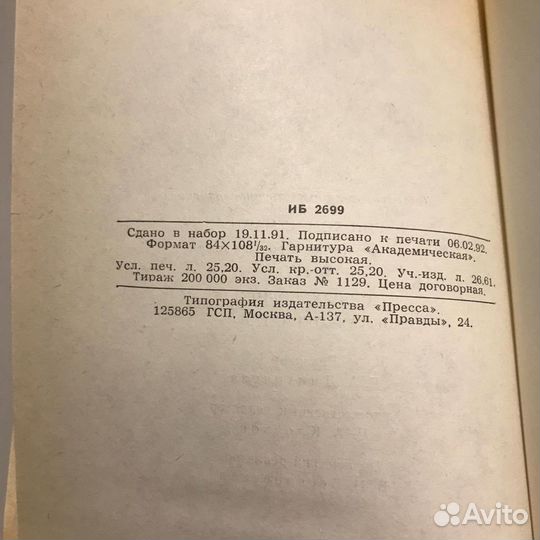 ИБ 2699
Сдано в набор 19.11.91. Подписано к печати 06.02.92.
Формат 84×108¹/₃₂. Гарнитура «Академическая».
Печать высокая.
Усл. печ. л. 25,20. Усл. кр.-отт. 25,20. Уч.-изд. л. 26,61.
Тираж 200 000 экз. Заказ № 1129. Цена договорная.
Типография издательства «Пресса».
125865 ГСП, Москва, А-137, ул. «Правды», 24.
Avito